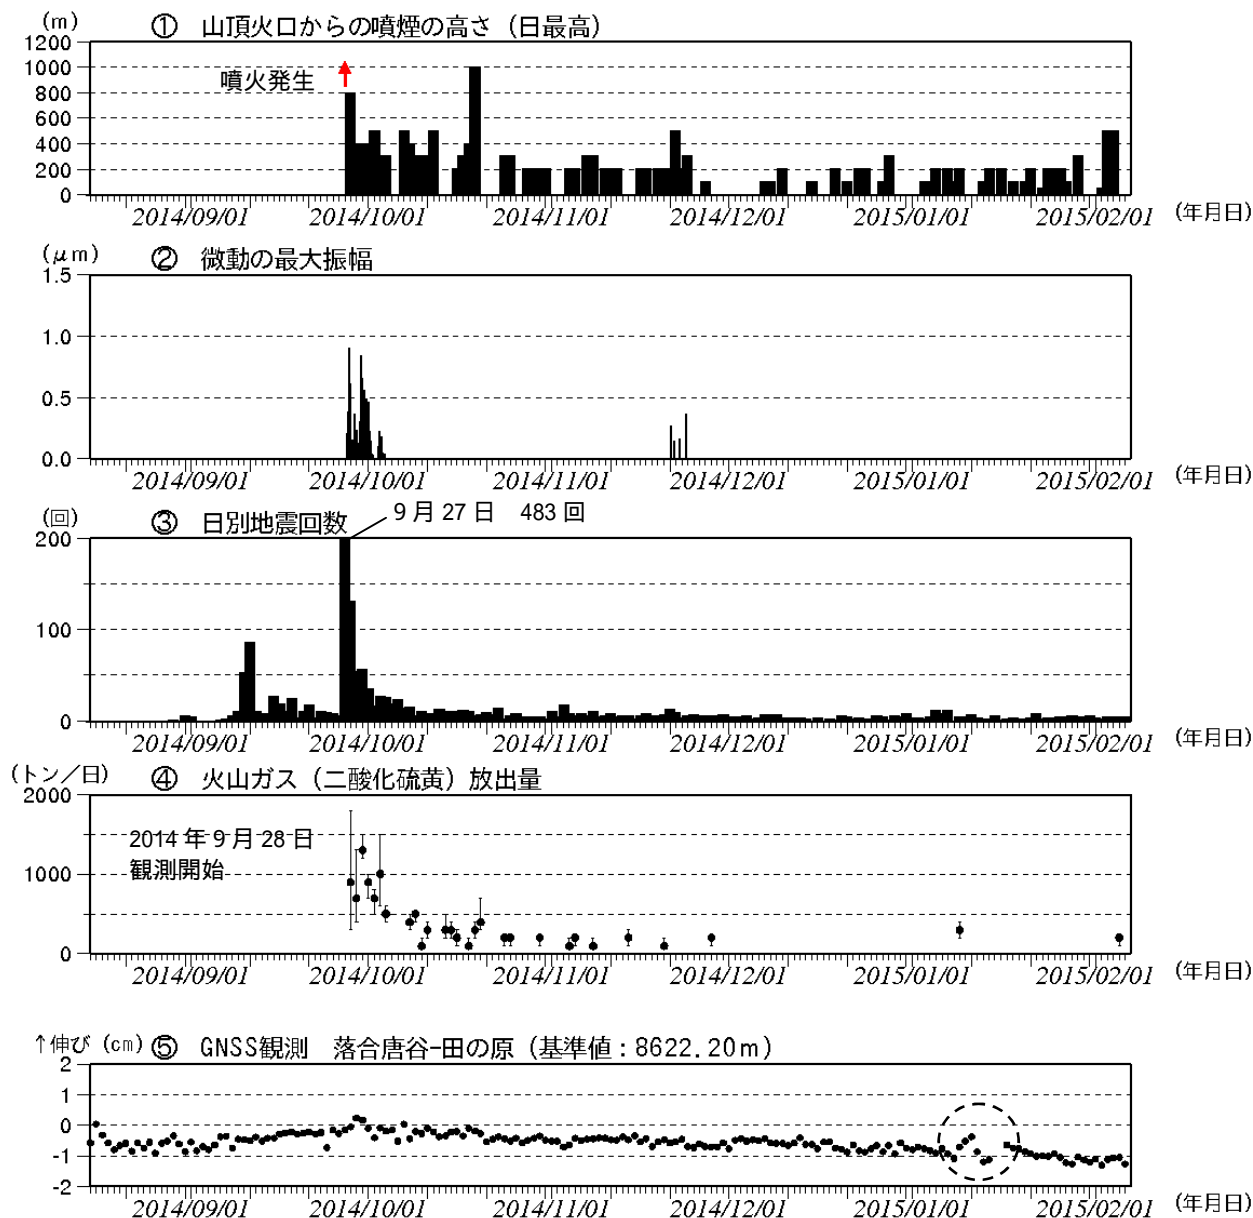 (m) ① 山頂火口からの噴煙の高さ（日最高）
1200
1000
噴火発生
800
600
400
200
0
2014/09/01 2014/10/01 2014/11/01 2014/12/01 2015/01/01 2015/02/01 (年月日)
(μm) ② 微動の最大振幅
1.5
1.0
0.5
0.0
2014/09/01 2014/10/01 2014/11/01 2014/12/01 2015/01/01 2015/02/01 (年月日)
(回) ③ 日別地震回数 9月27日 483回
200
100
0
2014/09/01 2014/10/01 2014/11/01 2014/12/01 2015/01/01 2015/02/01 (年月日)
(トン／日) ④ 火山ガス（二酸化硫黄）放出量
2000
2014年9月28日
観測開始
1000
0
2014/09/01 2014/10/01 2014/11/01 2014/12/01 2015/01/01 2015/02/01 (年月日)
↑伸び (cm) ⑤ GNSS観測 落合唐谷-田の原（基準値：8622.20m）
2
1
0
-1
-2
2014/09/01 2014/10/01 2014/11/01 2014/12/01 2015/01/01 2015/02/01 (年月日)